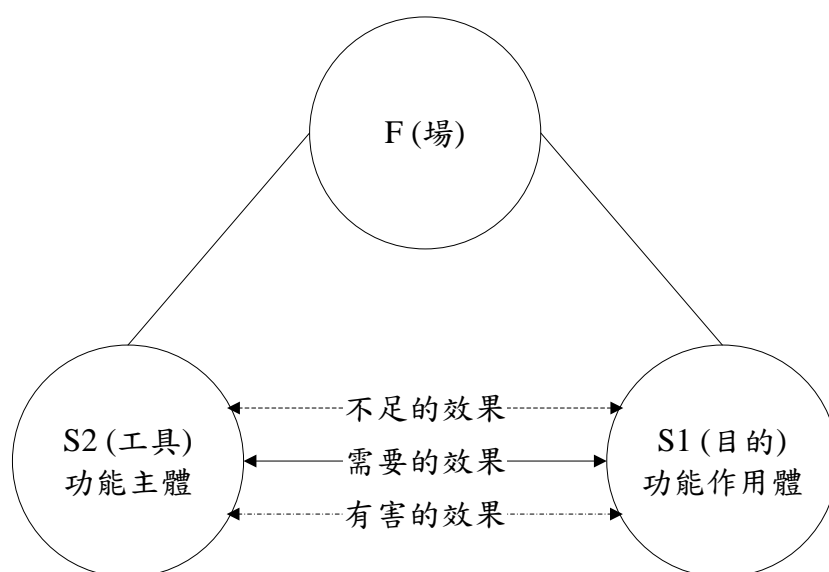 F (場)
不足的效果
S2 (工具)
功能主體
需要的效果
S1 (目的)
功能作用體
有害的效果